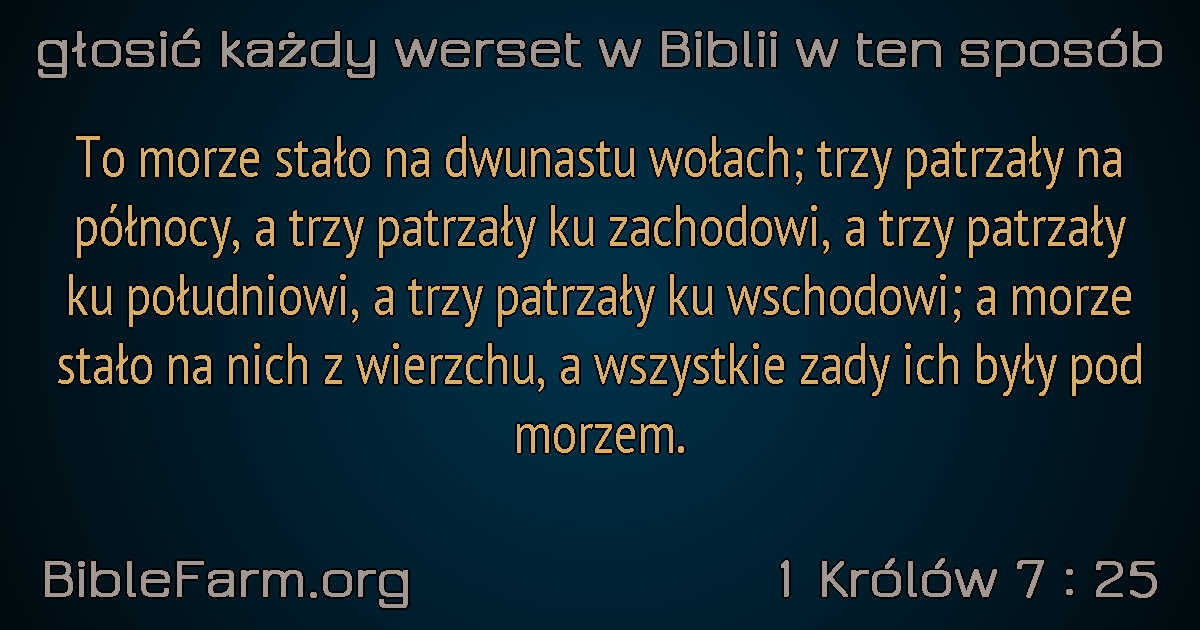 głosić każdy werset w Biblii w ten sposób
To morze stało na dwunastu wołach; trzy patrzały na
północy, a trzy patrzały ku zachodowi, a trzy patrzały
ku południowi, a trzy patrzały ku wschodowi; a morze
stało na nich z wierzchu, a wszystkie zady ich były pod
morzem.
BibleFarm.org
1 Królów 7 : 25